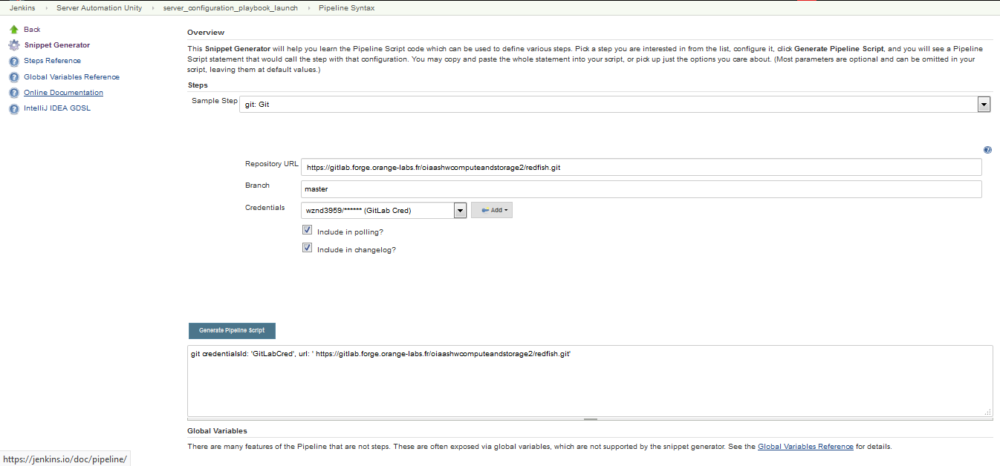 Jenkins › Server Automation Unity › server_configuration_playbook_launch › Pipeline Syntax
Back
Snippet Generator
Steps Reference
Global Variables Reference
Online Documentation
IntelliJ IDEA GDSL
Overview
This Snippet Generator will help you learn the Pipeline Script code which can be used to define various steps. Pick a step you are interested in from the list, configure it, click Generate Pipeline Script, and you will see a Pipeline
Script statement that would call the step with that configuration. You may copy and paste the whole statement into your script, or pick up just the options you care about. (Most parameters are optional and can be omitted in your
script, leaving them at default values.)
Steps
Sample Step git: Git
Repository URL https://gitlab.forge.orange-labs.fr/oiaashwcomputeandstorage2/redfish.git
Branch master
Credentials wznd3959/****** (GitLab Cred) Add
Include in polling?
Include in changelog?
Generate Pipeline Script
git credentialsId: 'GitLabCred', url: ' https://gitlab.forge.orange-labs.fr/oiaashwcomputeandstorage2/redfish.git'
Global Variables
There are many features of the Pipeline that are not steps. These are often exposed via global variables, which are not supported by the snippet generator. See the Global Variables Reference for details.
https://jenkins.io/doc/pipeline/